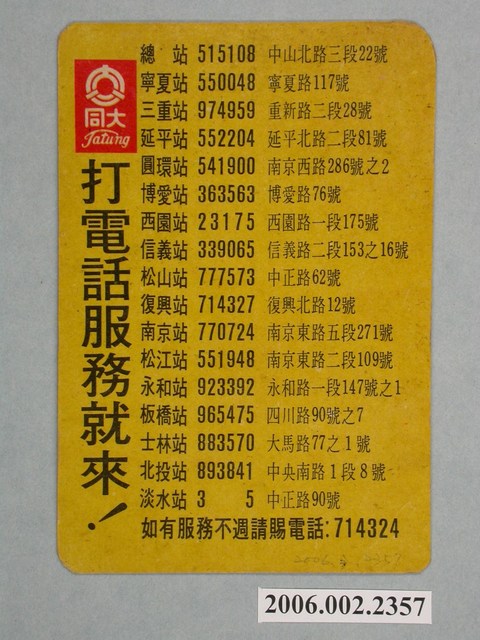 大同
Tatung
打電話服務就來!
總站 515108 中山北路三段22號
寧夏站 550048 寧夏路117號
三重站 974959 重新路二段28號
延平站 552204 延平北路二段81號
圓環站 541900 南京西路286號之2
博愛站 363563 博愛路76號
西園站 23175 西園路一段175號
信義站 339065 信義路二段153之16號
松山站 777573 中正路62號
復興站 714327 復興北路12號
南京站 770724 南京東路五段271號
松江站 551948 南京東路二段109號
永和站 923392 永和路一段147號之1
板橋站 965475 四川路90號之7
士林站 883570 大馬路77之1號
北投站 893841 中央南路1段8號
淡水站 3 5 中正路90號
如有服務不週請賜電話:714324
2006.002.2357